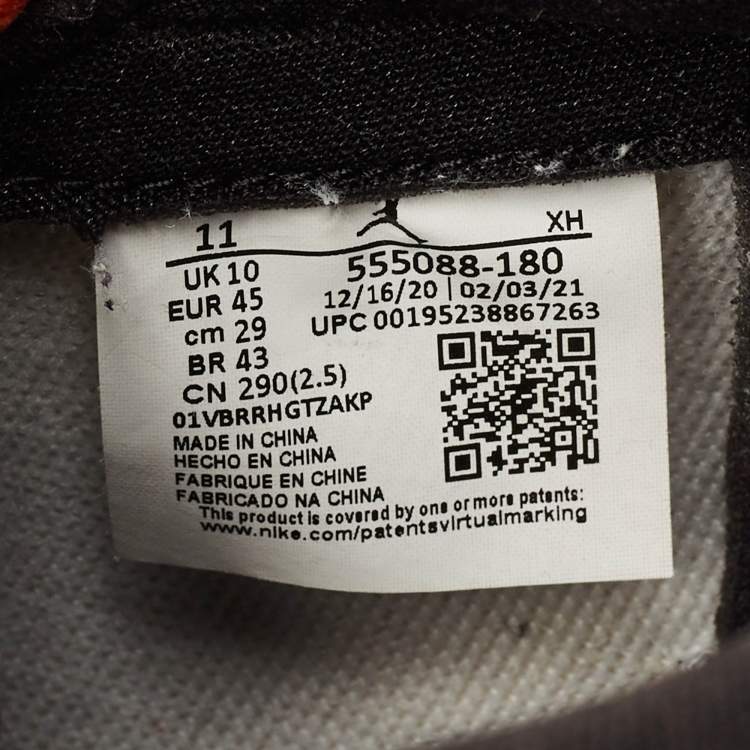 11 XH
UK 10
EUR 45
cm 29
BR 43
CN 290(2.5)
555088-180
12/16/20 | 02/03/21
UPC 00195238867263
01VBRRHGTZAKP
MADE IN CHINA
HECHO EN CHINA
FABRIQUE EN CHINE
FABRICADO NA CHINA
This product is covered by one or more patents:
www.nike.com/patentsvirtualmarking